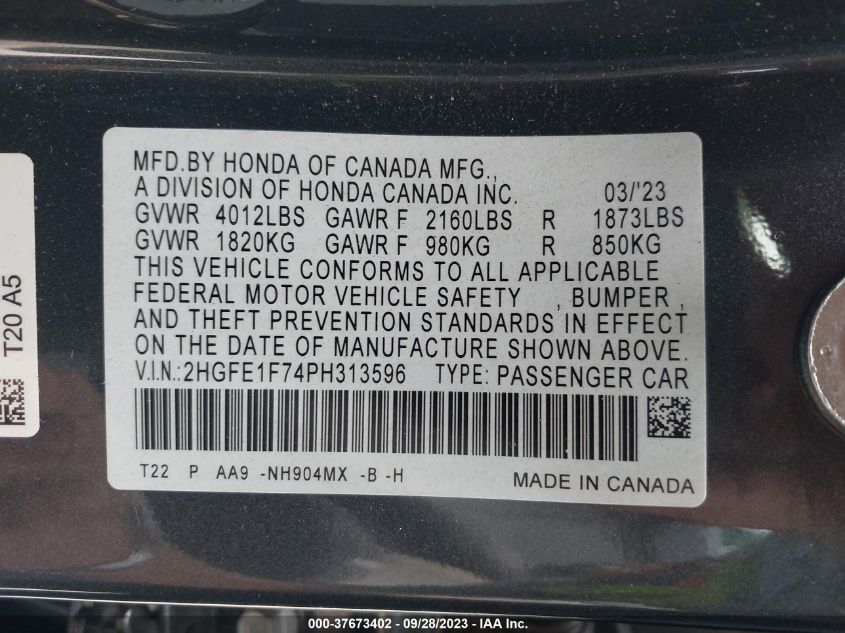 MFD.BY HONDA OF CANADA MFG.,
A DIVISION OF HONDA CANADA INC. 03/'23
GVWR 4012LBS GAWR F 2160LBS R 1873LBS
GVWR 1820KG GAWR F 980KG R 850KG
THIS VEHICLE CONFORMS TO ALL APPLICABLE
FEDERAL MOTOR VEHICLE SAFETY , BUMPER ,
AND THEFT PREVENTION STANDARDS IN EFFECT
ON THE DATE OF MANUFACTURE SHOWN ABOVE.
V.I.N.:2HGFE1F74PH313596 TYPE: PASSENGER CAR
T22 P AA9 -NH904MX -B -H MADE IN CANADA
T20 A5
000-37673402 - 09/28/2023 - IAA Inc.